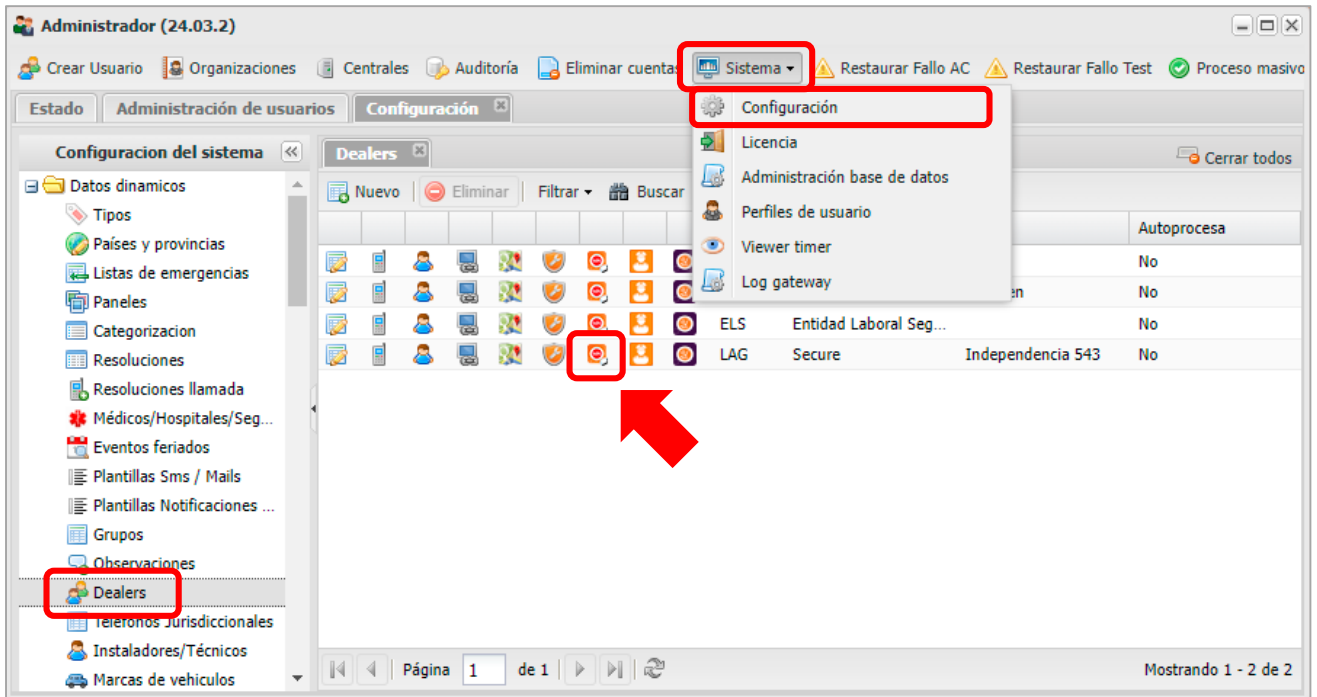 Administrador (24.03.2)
Crear Usuario Organizaciones Centrales Auditoría Eliminar cuentas Sistema Restaurar Fallo AC Restaurar Fallo Test Proceso masivo
Estado Administración de usuarios Configuración
Configuración
Licencia
Administración base de datos
Perfiles de usuario
Viewer timer
Log gateway
Configuracion del sistema
Datos dinamicos
Tipos
Países y provincias
Listas de emergencias
Paneles
Categorizacion
Resoluciones
Resoluciones llamada
Médicos/Hospitales/Seg...
Eventos feriados
Plantillas Sms / Mails
Plantillas Notificaciones ...
Grupos
Observaciones
Dealers
Teléfonos Jurisdiccionales
Instaladores/Técnicos
Marcas de vehiculos
Dealers
Cerrar todos
Nuevo Eliminar Filtrar Buscar
Autoprocesa
No
No
ELS Entidad Laboral Seg... No
LAG Secure Independencia 543 No
Página 1 de 1 Mostrando 1 - 2 de 2